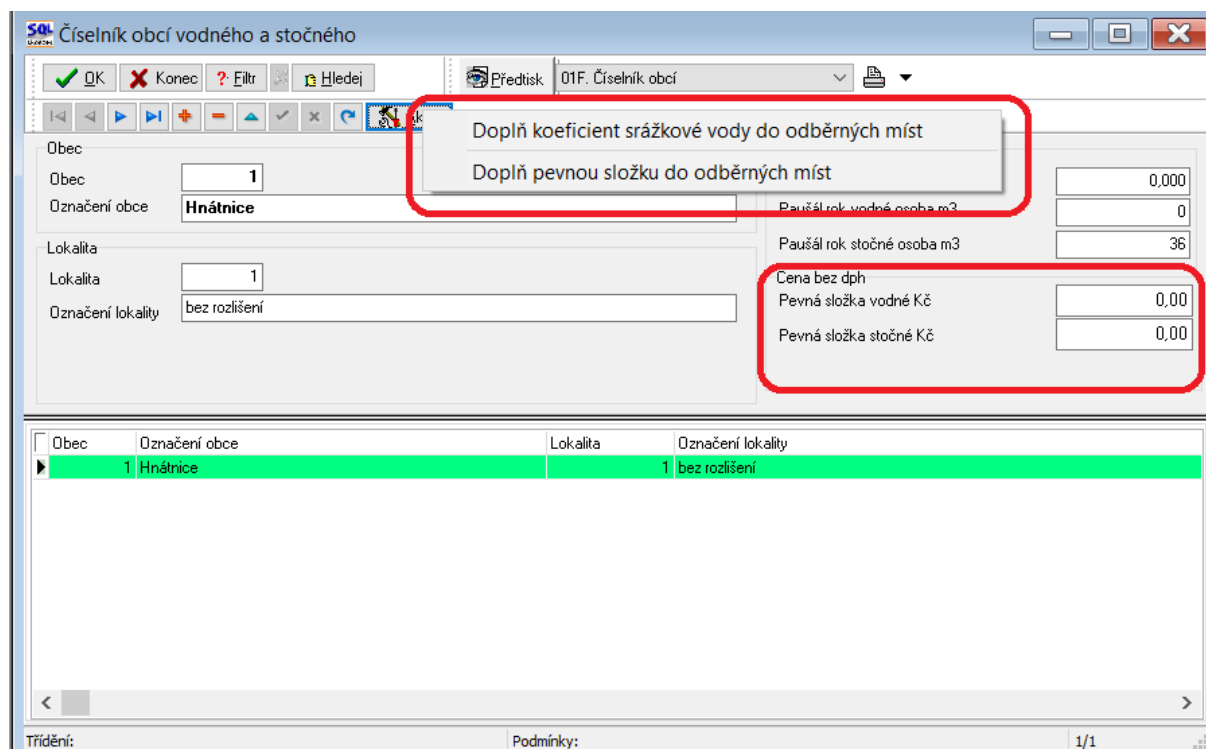 SQL Číselník obcí vodného a stočného
OK Konec ? Filtr Hledej Předtisk 01F. Číselník obcí
Doplň koeficient srážkové vody do odběrných míst
Doplň pevnou složku do odběrných míst
Obec
Obec 1
0,000
Označení obce Hnátnice
Paušál rok vodné osoba m3 0
Lokalita
Paušál rok stočné osoba m3 36
Lokalita 1
Cena bez dph
Označení lokality bez rozlišení
Pevná složka vodné Kč 0,00
Pevná složka stočné Kč 0,00
Obec Označení obce Lokalita Označení lokality
1 Hnátnice 1 bez rozlišení
Třídění: Podmínky: 1/1